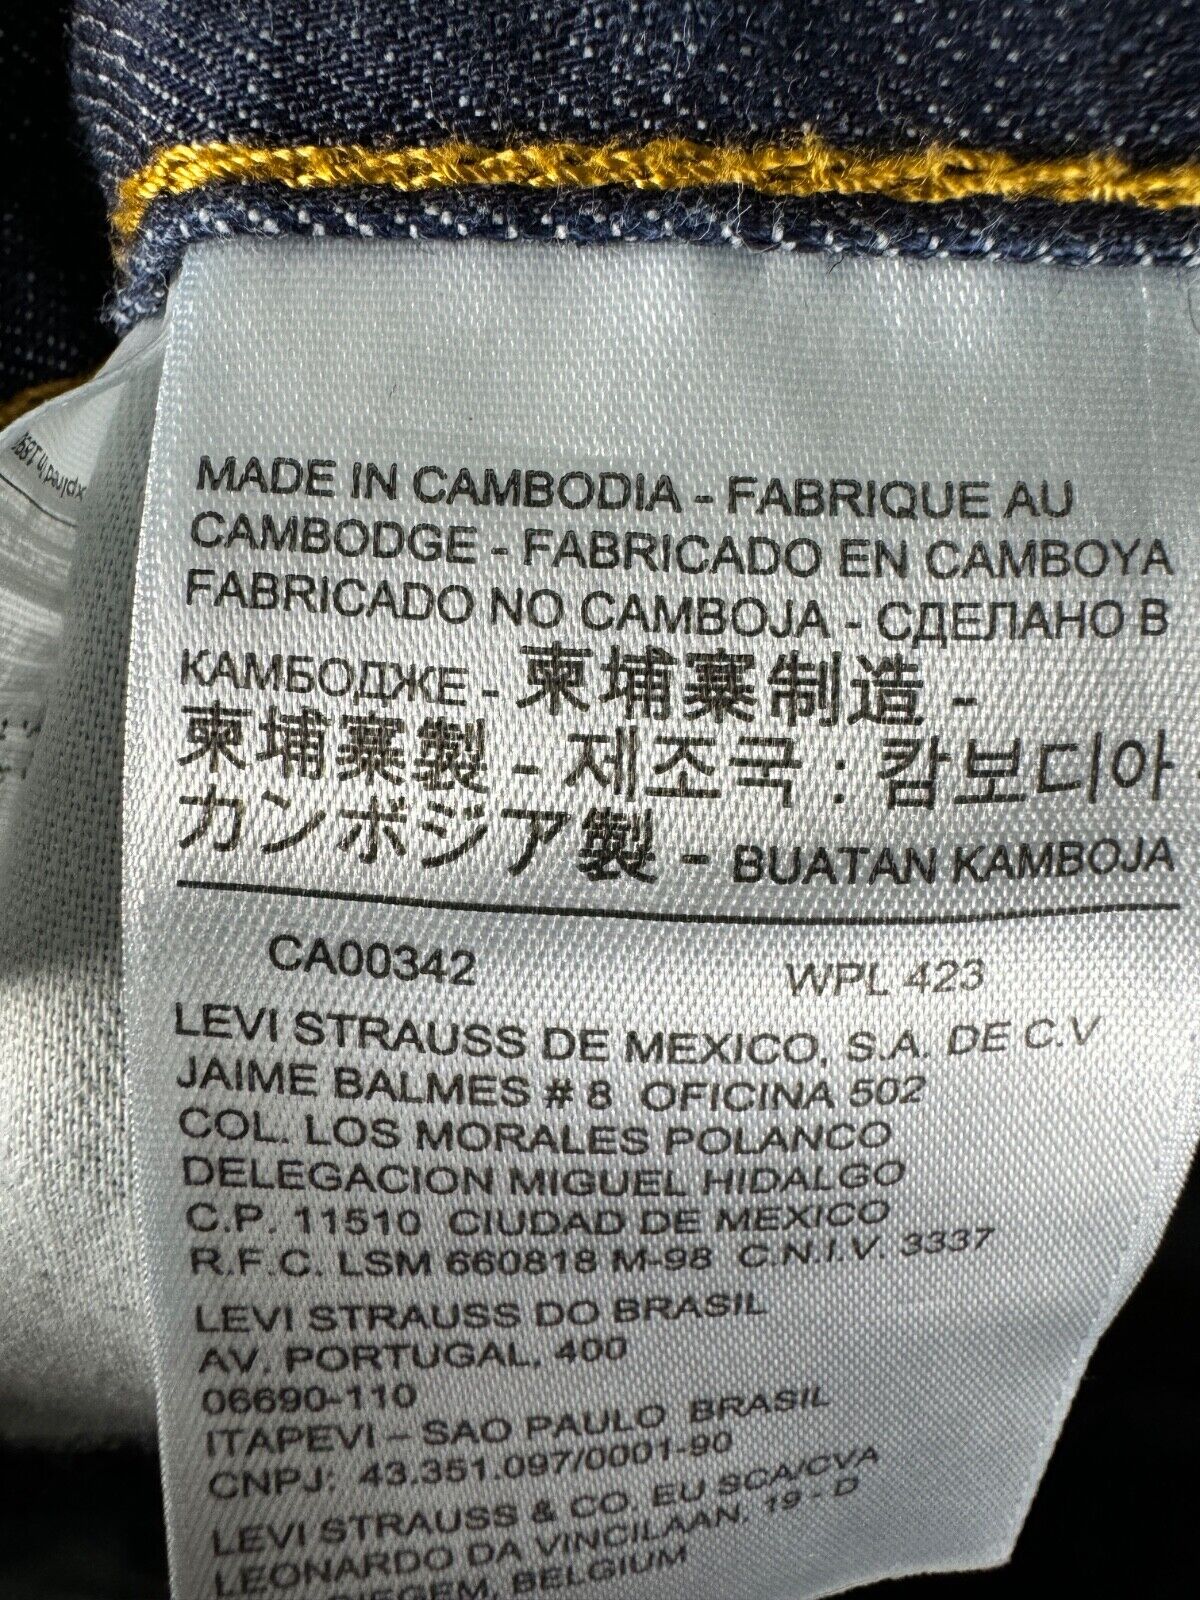 MADE IN CAMBODIA - FABRIQUE AU
CAMBODGE - FABRICADO EN CAMBOYA
FABRICADO NO CAMBOJA - СДЕЛАНО В
КАМБОДЖЕ - 柬埔寨制造 -
柬埔寨製 - 제조국 : 캄보디아
カンボジア製 - BUATAN KAMBOJA
CA00342 WPL 423
LEVI STRAUSS DE MEXICO, S.A. DE C.V
JAIME BALMES # 8 OFICINA 502
COL. LOS MORALES POLANCO
DELEGACION MIGUEL HIDALGO
C.P. 11510 CIUDAD DE MEXICO
R.F.C. LSM 660818 M-98 C.N.I.V. 3337
LEVI STRAUSS DO BRASIL
AV. PORTUGAL, 400
06690-110
ITAPEVI – SAO PAULO BRASIL
CNPJ: 43.351.097/0001-90
LEVI STRAUSS & CO. EU SCA/CVA
LEONARDO DA VINCILAAN, 19 - D
BELGIUM